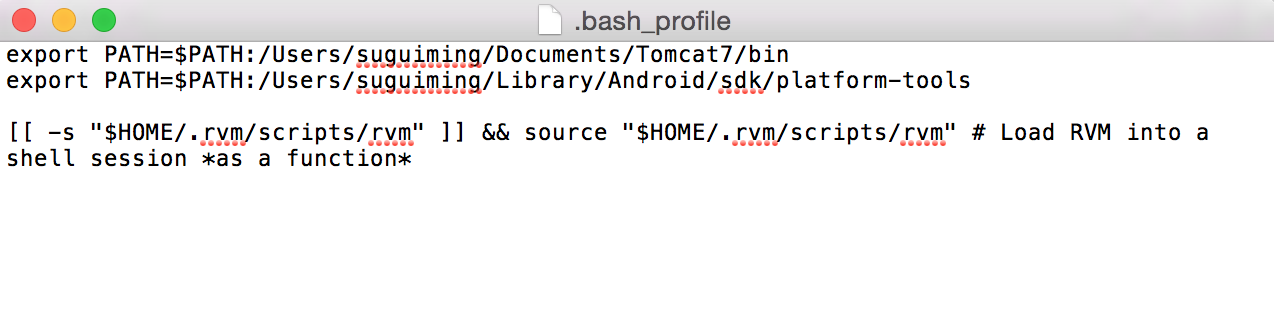 .bash_profile
export PATH=$PATH:/Users/suguiming/Documents/Tomcat7/bin
export PATH=$PATH:/Users/suguiming/Library/Android/sdk/platform-tools
[[ -s "$HOME/.rvm/scripts/rvm" ]] && source "$HOME/.rvm/scripts/rvm" # Load RVM into a
shell session *as a function*